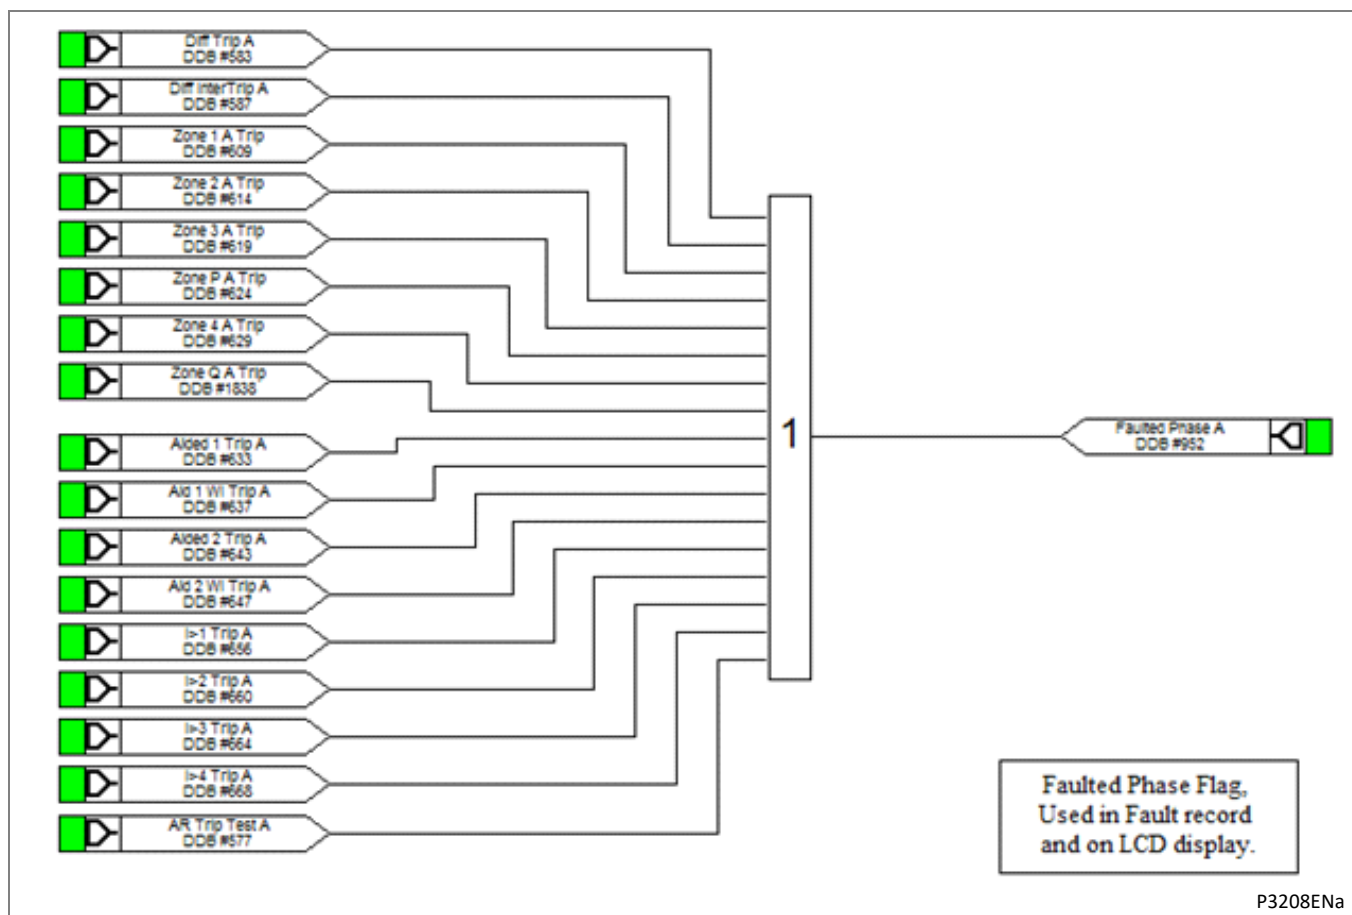 Diff Trip A
DDB #583
Diff InterTrip A
DDB #587
Zone 1 A Trip
DDB #609
Zone 2 A Trip
DDB #614
Zone 3 A Trip
DDB #619
Zone P A Trip
DDB #624
Zone 4 A Trip
DDB #629
Zone Q A Trip
DDB #1838
Aided 1 Trip A
DDB #633
Aid 1 WI Trip A
DDB #637
Aided 2 Trip A
DDB #643
Aid 2 WI Trip A
DDB #647
I>1 Trip A
DDB #656
I>2 Trip A
DDB #660
I>3 Trip A
DDB #664
I>4 Trip A
DDB #668
AR Trip Test A
DDB #577
1
Faulted Phase A
DDB #952
Faulted Phase Flag,
Used in Fault record
and on LCD display.
P3208ENa